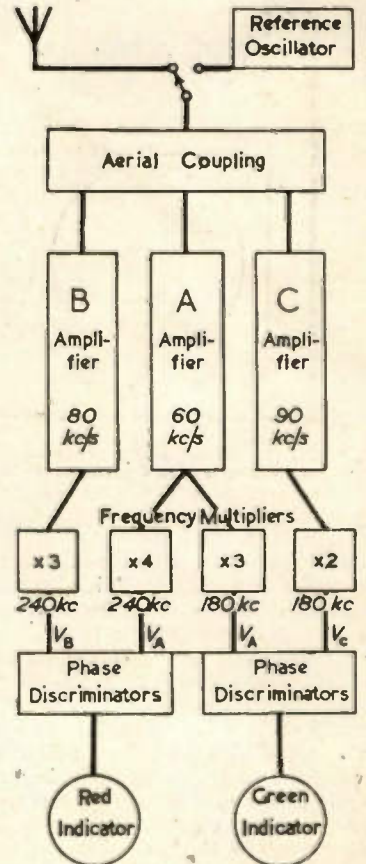 Reference
Oscillator
Aerial Coupling
B
Ampli-
fier
80
kc/s
A
Ampli-
fier
60
kc/s
C
Ampli-
fier
90
kc/s
Frequency Multipliers
x3
x4
x3
x2
240kc
240kc
180kc
180kc
VB
VA
VA
VC
Phase
Discriminators
Phase
Discriminators
Red
Indicator
Green
Indicator